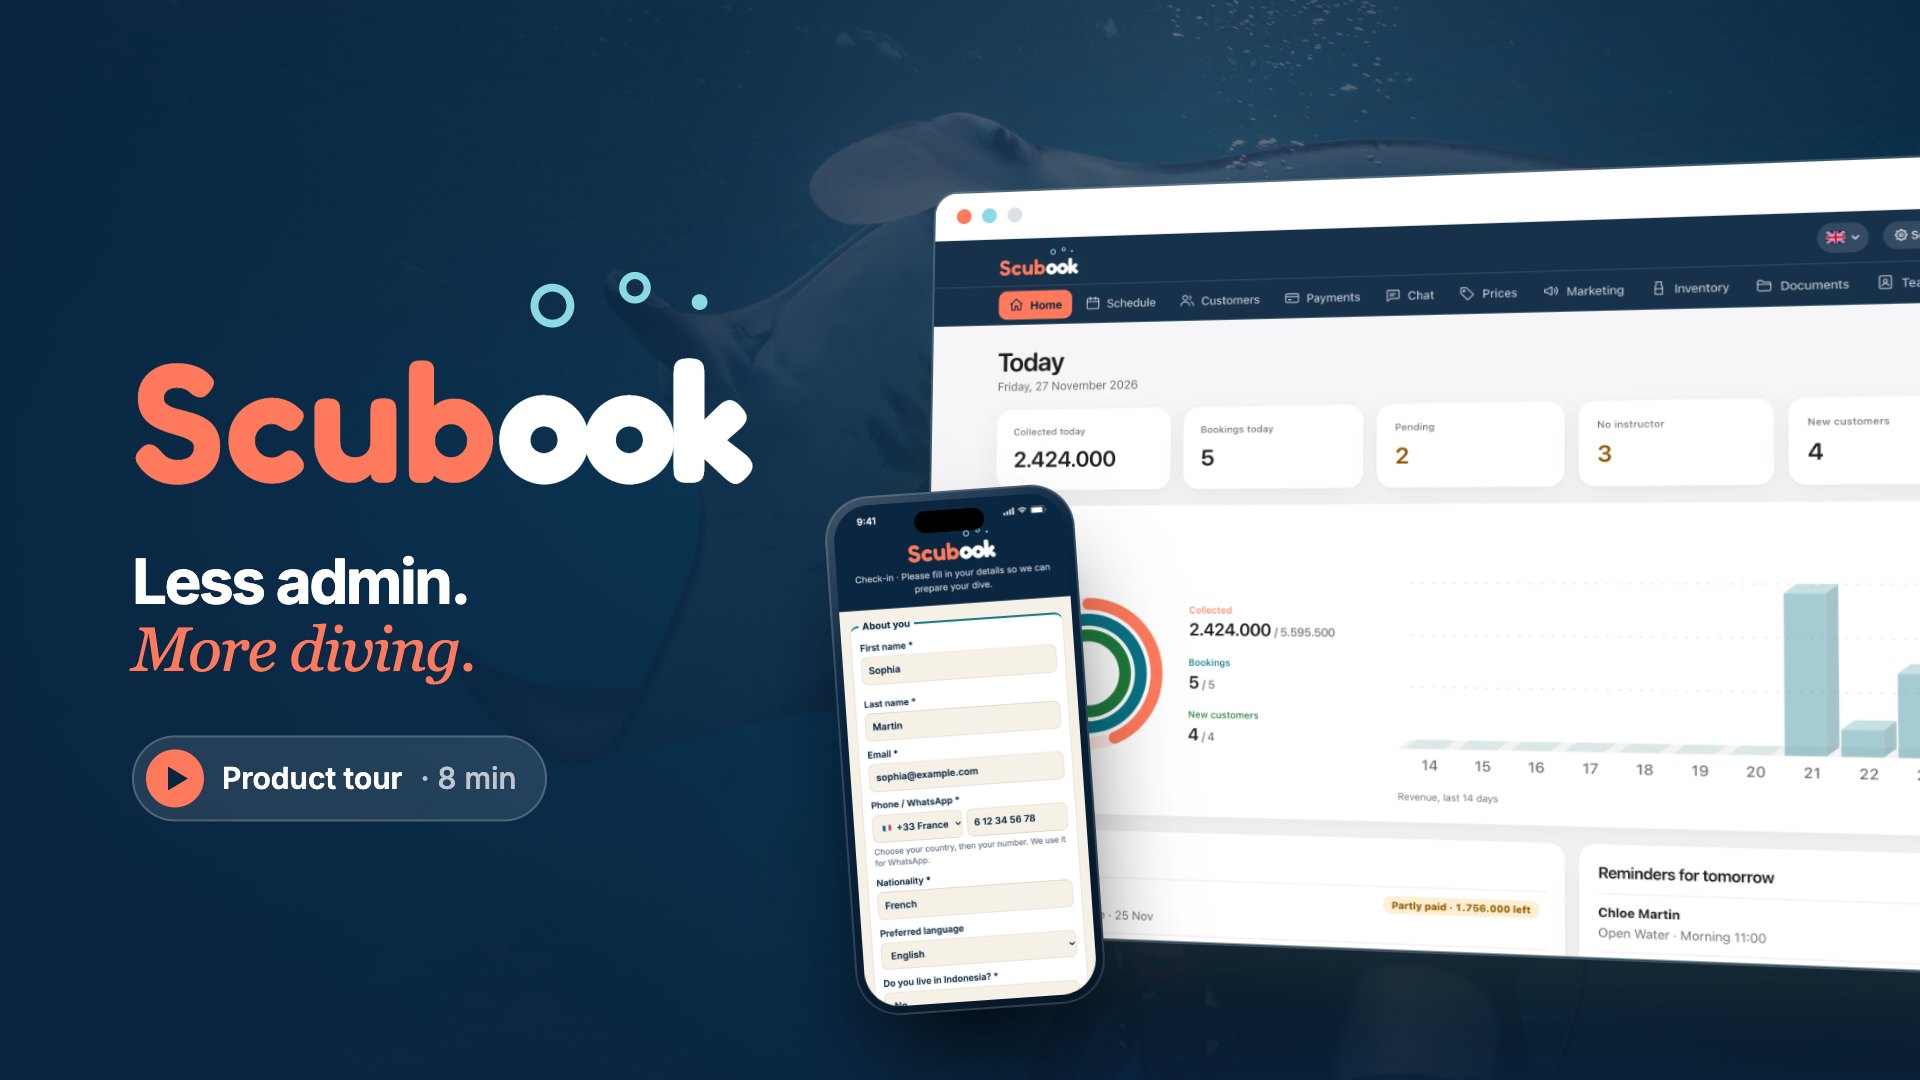 Scubook
Less admin.
More diving.
Product tour · 8 min
Scubook
Home
Schedule
Customers
Payments
Chat
Prices
Marketing
Inventory
Documents
Today
Friday, 27 November 2026
Collected today
2.424.000
Bookings today
5
Pending
2
No instructor
3
New customers
4
Collected
2.424.000 / 5.595.500
Bookings
5 / 5
New customers
4 / 4
14 15 16 17 18 19 20 21 22
Revenue, last 14 days
· 25 Nov
Partly paid · 1.756.000 left
Reminders for tomorrow
Chloe Martin
Open Water · Morning 11:00
9:41
Scubook
Check-in · Please fill in your details so we can
prepare your dive.
About you
First name *
Sophia
Last name *
Martin
Email *
sophia@example.com
Phone / WhatsApp *
+33 France
6 12 34 56 78
Choose your country, then your number. We use it
for WhatsApp.
Nationality *
French
Preferred language
English
Do you live in Indonesia? *
No